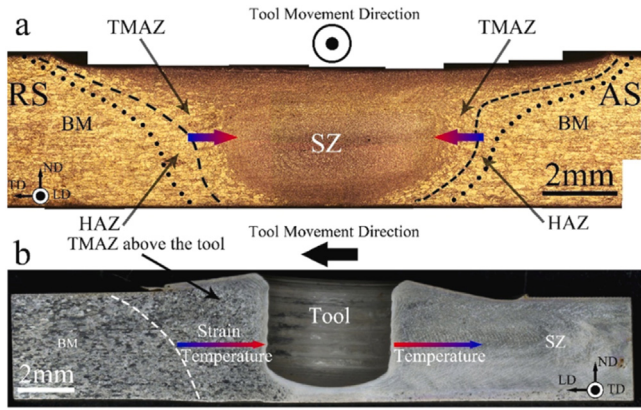 a
Tool Movement Direction
TMAZ
TMAZ
RS
AS
BM
BM
SZ
ND
TD
LD
2mm
HAZ
HAZ
b
TMAZ above the tool
Tool Movement Direction
Tool
BM
Strain
Temperature
Temperature
SZ
2mm
ND
LD
TD